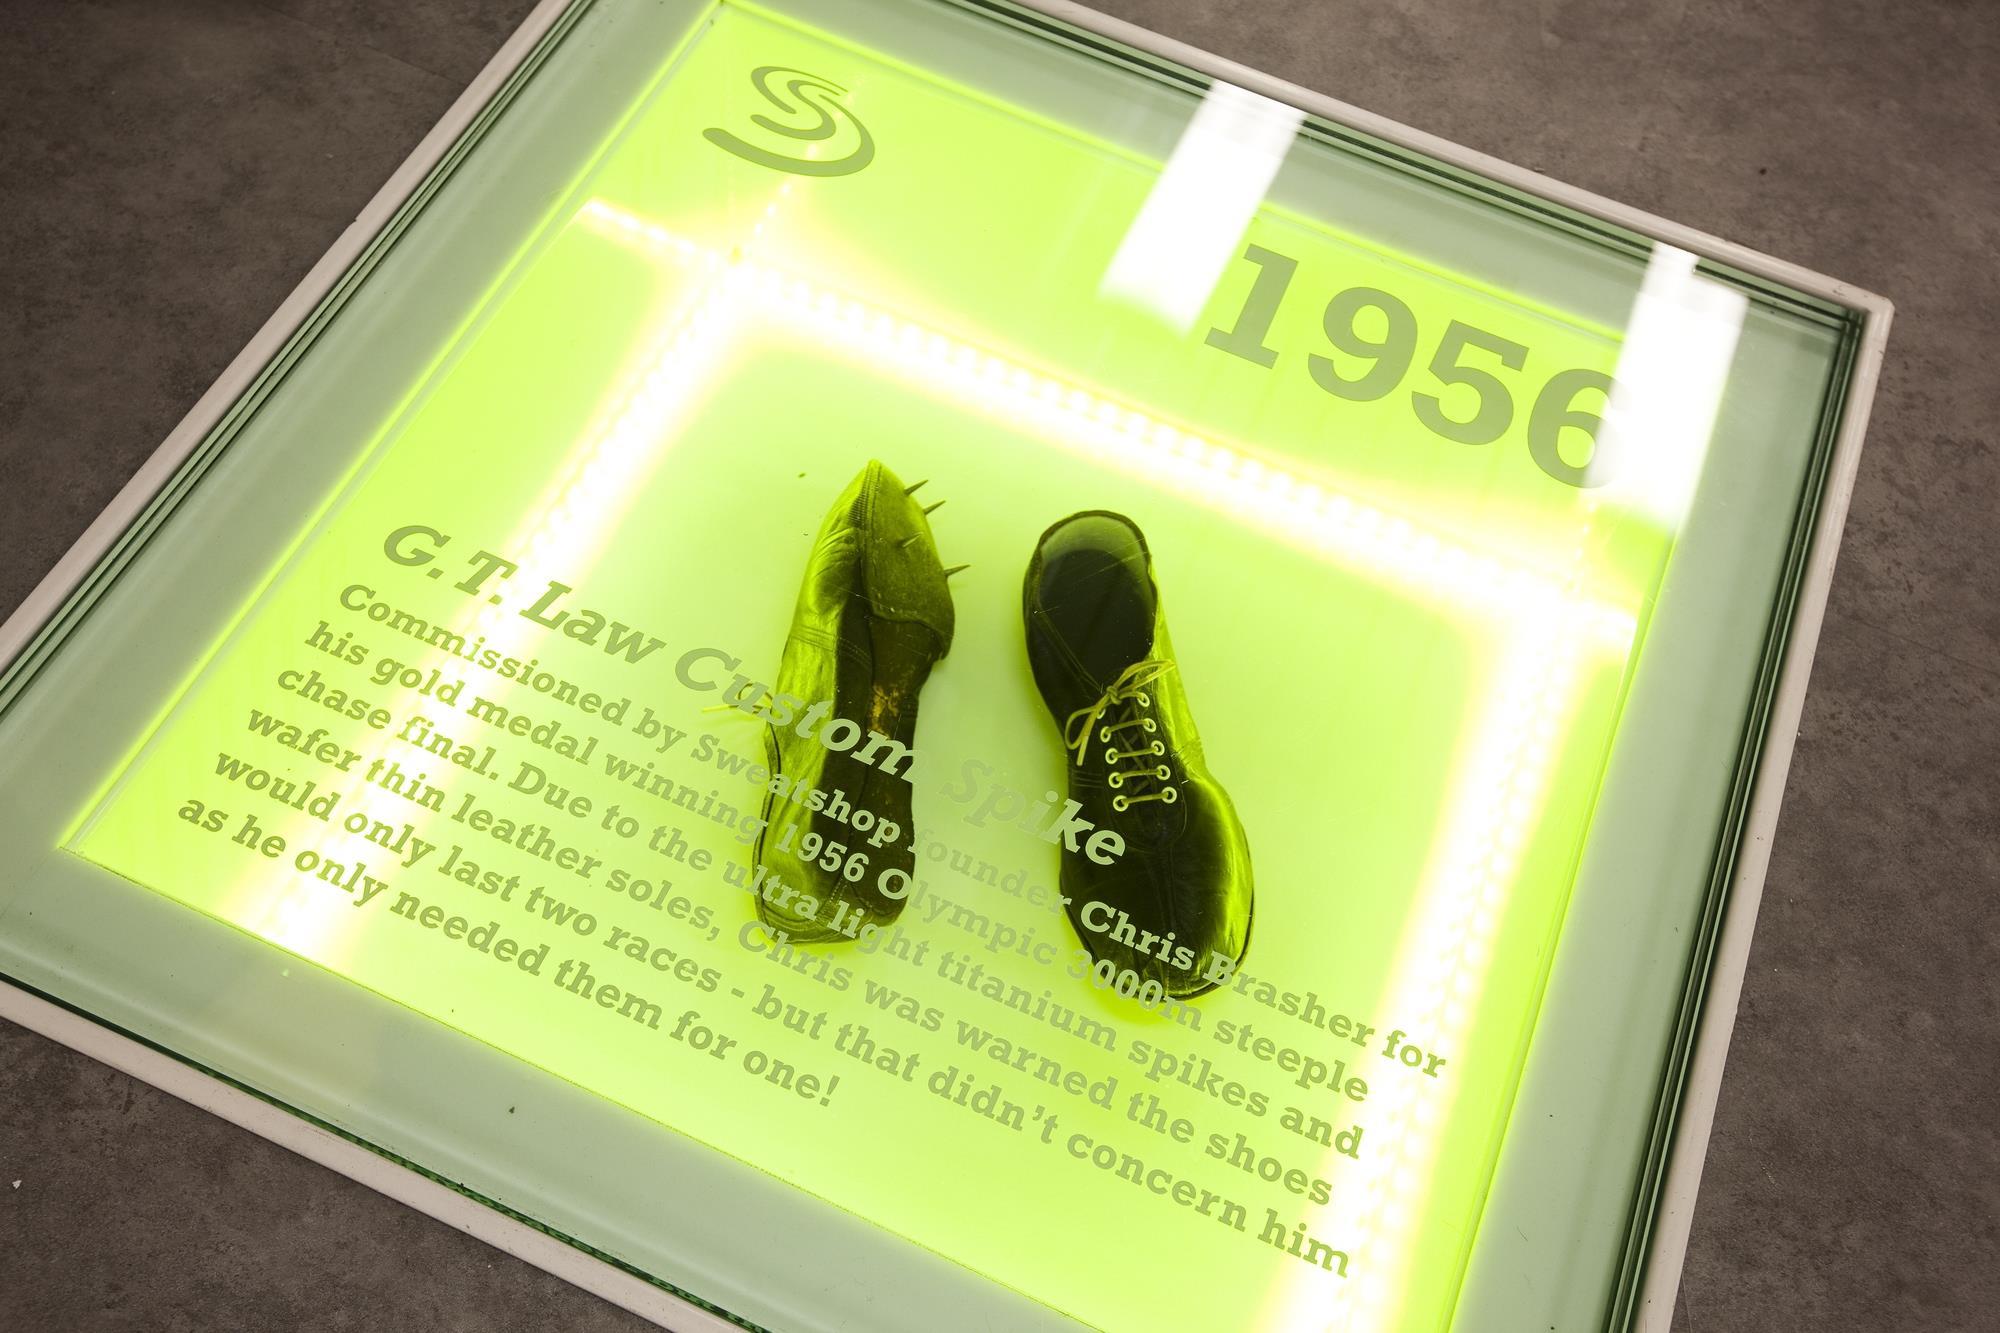 S
1956
G.T. Law Custom Spike
Commissioned by Sweatshop founder Chris Brasher for
his gold medal winning 1956 Olympic 3000m steeple
chase final. Due to the ultra light titanium spikes and
wafer thin leather soles, Chris was warned the shoes
would only last two races - but that didn't concern him
as he only needed them for one!